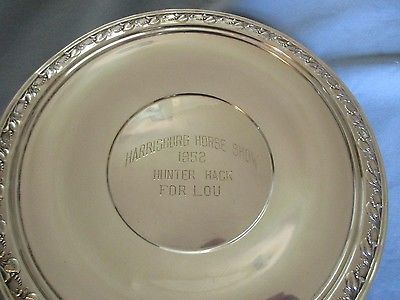 HARRISBURG HORSE SHOW
1952
HUNTER HACK
FOR LOU